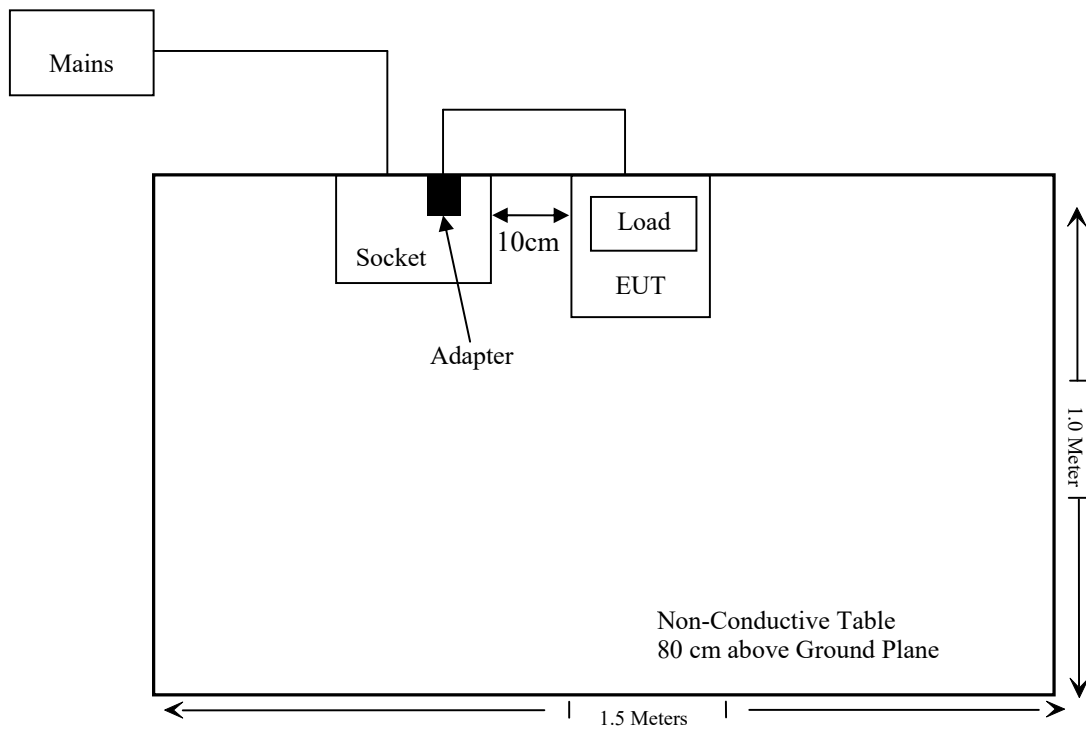 Mains
Load
10cm
Socket
EUT
Adapter
1.0 Meter
Non-Conductive Table
80 cm above Ground Plane
1.5 Meters